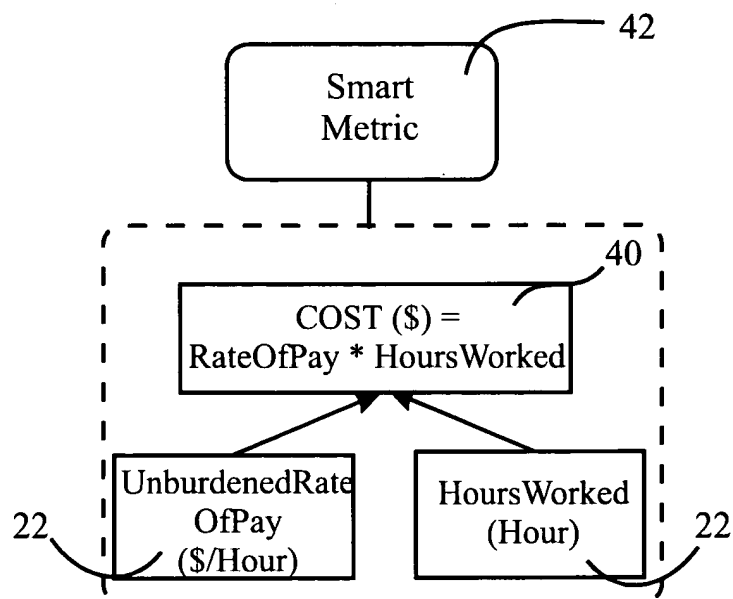 42
Smart
Metric
40
COST ($) =
RateOfPay * HoursWorked
UnburdenedRate
OfPay
($/Hour)
HoursWorked
(Hour)
22
22